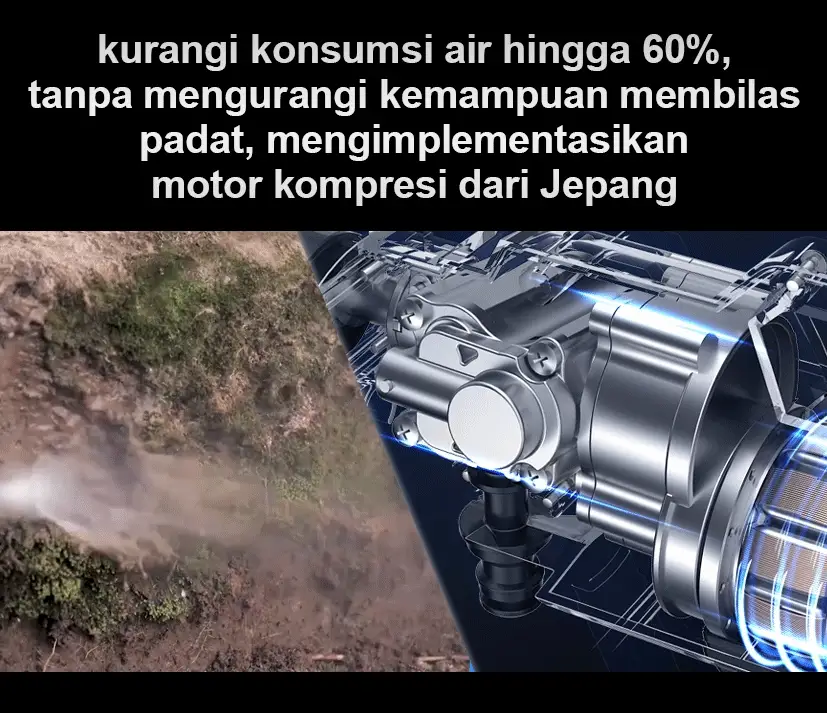 kurangi konsumsi air hingga 60%,
tanpa mengurangi kemampuan membilas
padat, mengimplementasikan
motor kompresi dari Jepang